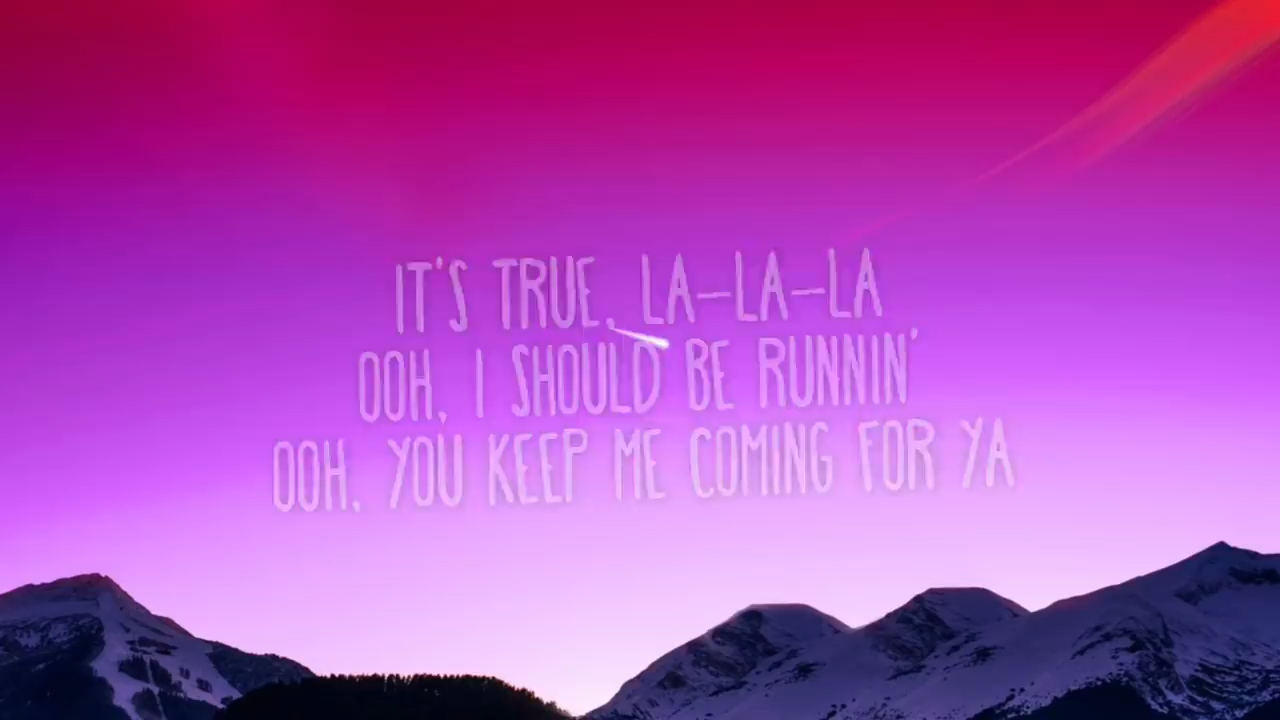 IT'S TRUE, LA-LA-LA
OOH, I SHOULD BE RUNNIN'
OOH, YOU KEEP ME COMING FOR YA